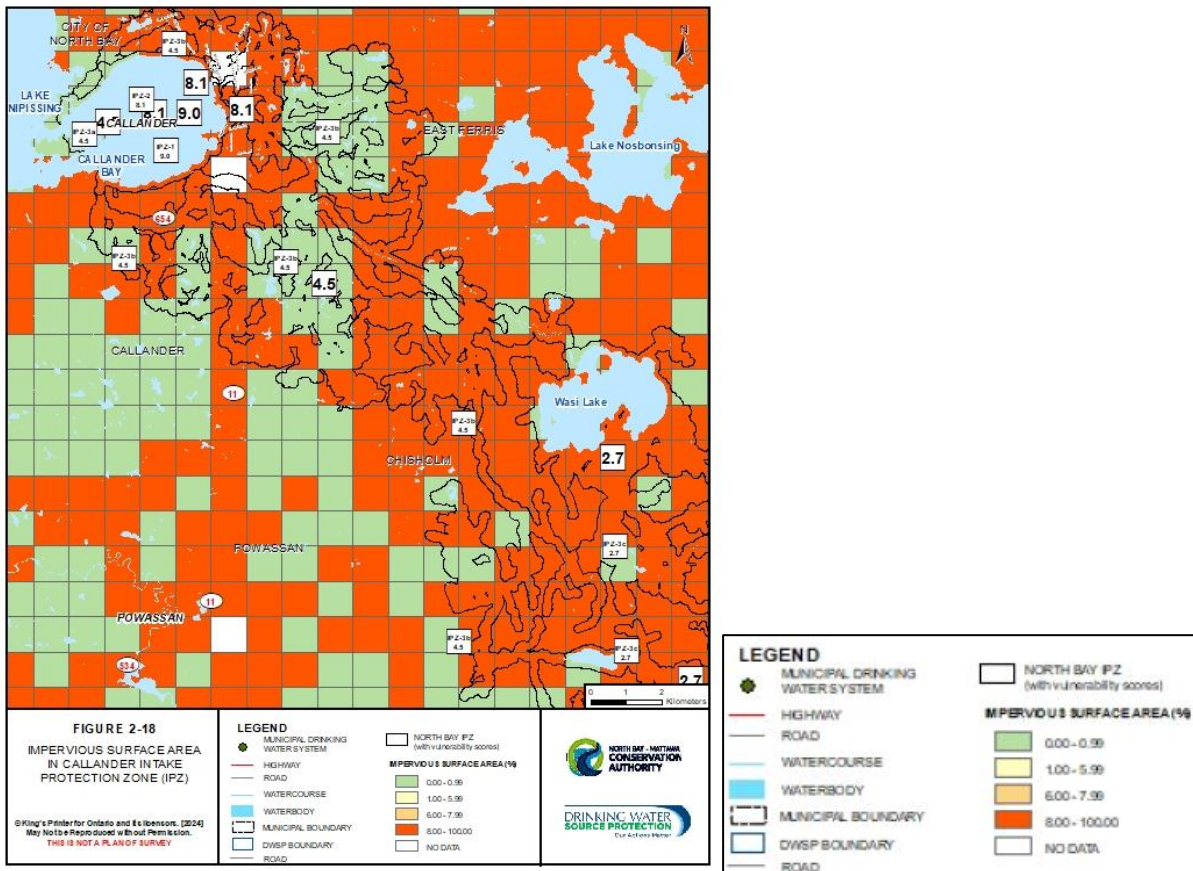 CITY OF
NORTH BAY
N
IPZ-3b
4.5
8.1
LAKE
NIPISSING
IPZ-2
8.1
8.1
9.0
8.1
IPZ-3a
4.5
CALLANDER
IPZ-3b
4.5
EAST FERRIS
IPZ-1
9.0
CALLANDER
BAY
Lake Nosbonsing
654
IPZ-3b
4.5
IPZ-3b
4.5
4.5
CALLANDER
11
Wasi Lake
IPZ-3b
4.5
CHISHOLM
2.7
IPZ-3c
2.7
POWASSAN
11
POWASSAN
IPZ-3b
4.5
IPZ-3c
2.7
534
2.7
0 1 2
Kilometers
FIGURE 2-18
IMPERVIOUS SURFACE AREA
IN CALLANDER INTAKE
PROTECTION ZONE (IPZ)
©King's Printer for Ontario and its licensors. [2024]
May Not be Reproduced without Permission.
THIS IS NOT A PLAN OF SURVEY
LEGEND
MUNICIPAL DRINKING
WATER SYSTEM
HIGHWAY
ROAD
WATERCOURSE
WATERBODY
MUNICIPAL BOUNDARY
DWSP BOUNDARY
ROAD
NORTH BAY IPZ
(with vulnerability scores)
IMPERVIOUS SURFACE AREA (%)
0.00 - 0.99
1.00 - 5.99
6.00 - 7.99
8.00 - 100.00
NO DATA
NORTH BAY - MATTAWA
CONSERVATION
AUTHORITY
DRINKING WATER
SOURCE PROTECTION
Our Actions Matter
LEGEND
MUNICIPAL DRINKING
WATER SYSTEM
HIGHWAY
ROAD
WATERCOURSE
WATERBODY
MUNICIPAL BOUNDARY
DWSP BOUNDARY
ROAD
NORTH BAY IPZ
(with vulnerability scores)
IMPERVIOUS SURFACE AREA (%)
0.00 - 0.99
1.00 - 5.99
6.00 - 7.99
8.00 - 100.00
NO DATA